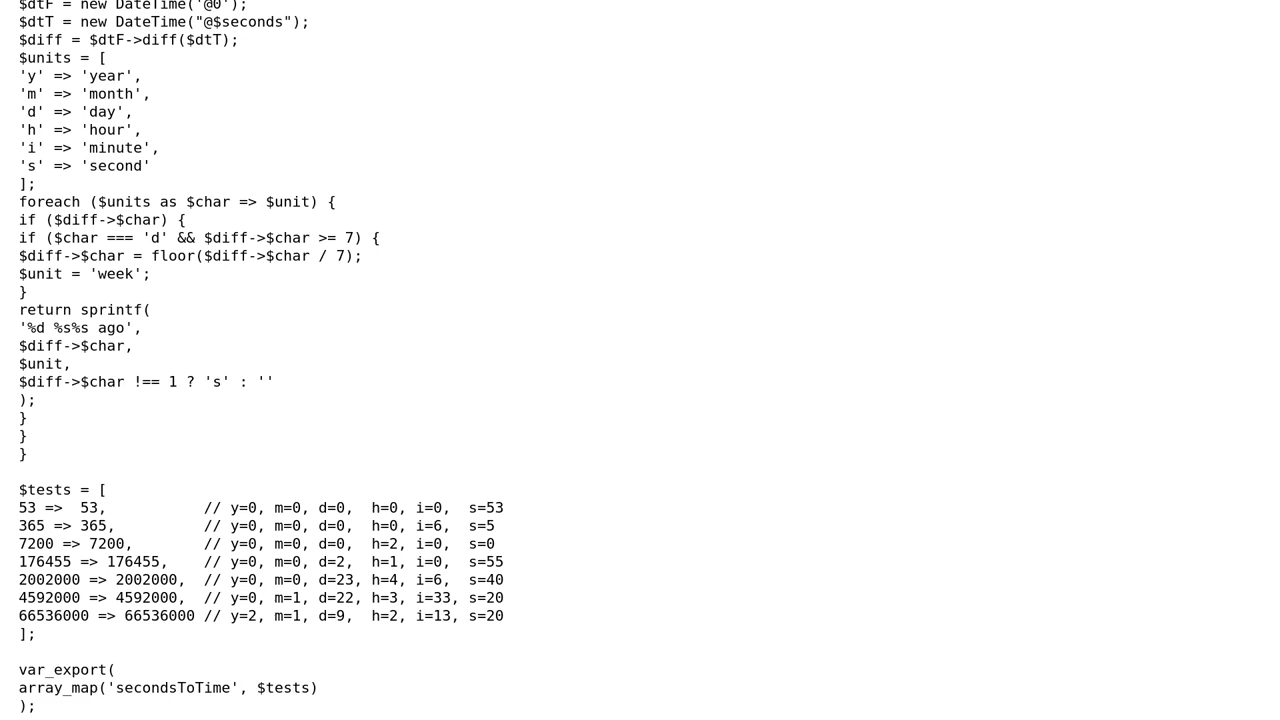 $dtF = new DateTime('@0');
$dtT = new DateTime("@$seconds");
$diff = $dtF->diff($dtT);
$units = [
'y' => 'year',
'm' => 'month',
'd' => 'day',
'h' => 'hour',
'i' => 'minute',
's' => 'second'
];
foreach ($units as $char => $unit) {
if ($diff->$char) {
if ($char === 'd' && $diff->$char >= 7) {
$diff->$char = floor($diff->$char / 7);
$unit = 'week';
}
return sprintf(
'%d %s%s ago',
$diff->$char,
$unit,
$diff->$char !== 1 ? 's' : ''
);
}
}
}

$tests = [
53 =>  53,           // y=0, m=0, d=0,  h=0, i=0,  s=53
365 => 365,          // y=0, m=0, d=0,  h=0, i=6,  s=5
7200 => 7200,        // y=0, m=0, d=0,  h=2, i=0,  s=0
176455 => 176455,    // y=0, m=0, d=2,  h=1, i=0,  s=55
2002000 => 2002000,  // y=0, m=0, d=23, h=4, i=6,  s=40
4592000 => 4592000,  // y=0, m=1, d=22, h=3, i=33, s=20
66536000 => 66536000 // y=2, m=1, d=9,  h=2, i=13, s=20
];

var_export(
array_map('secondsToTime', $tests)
);